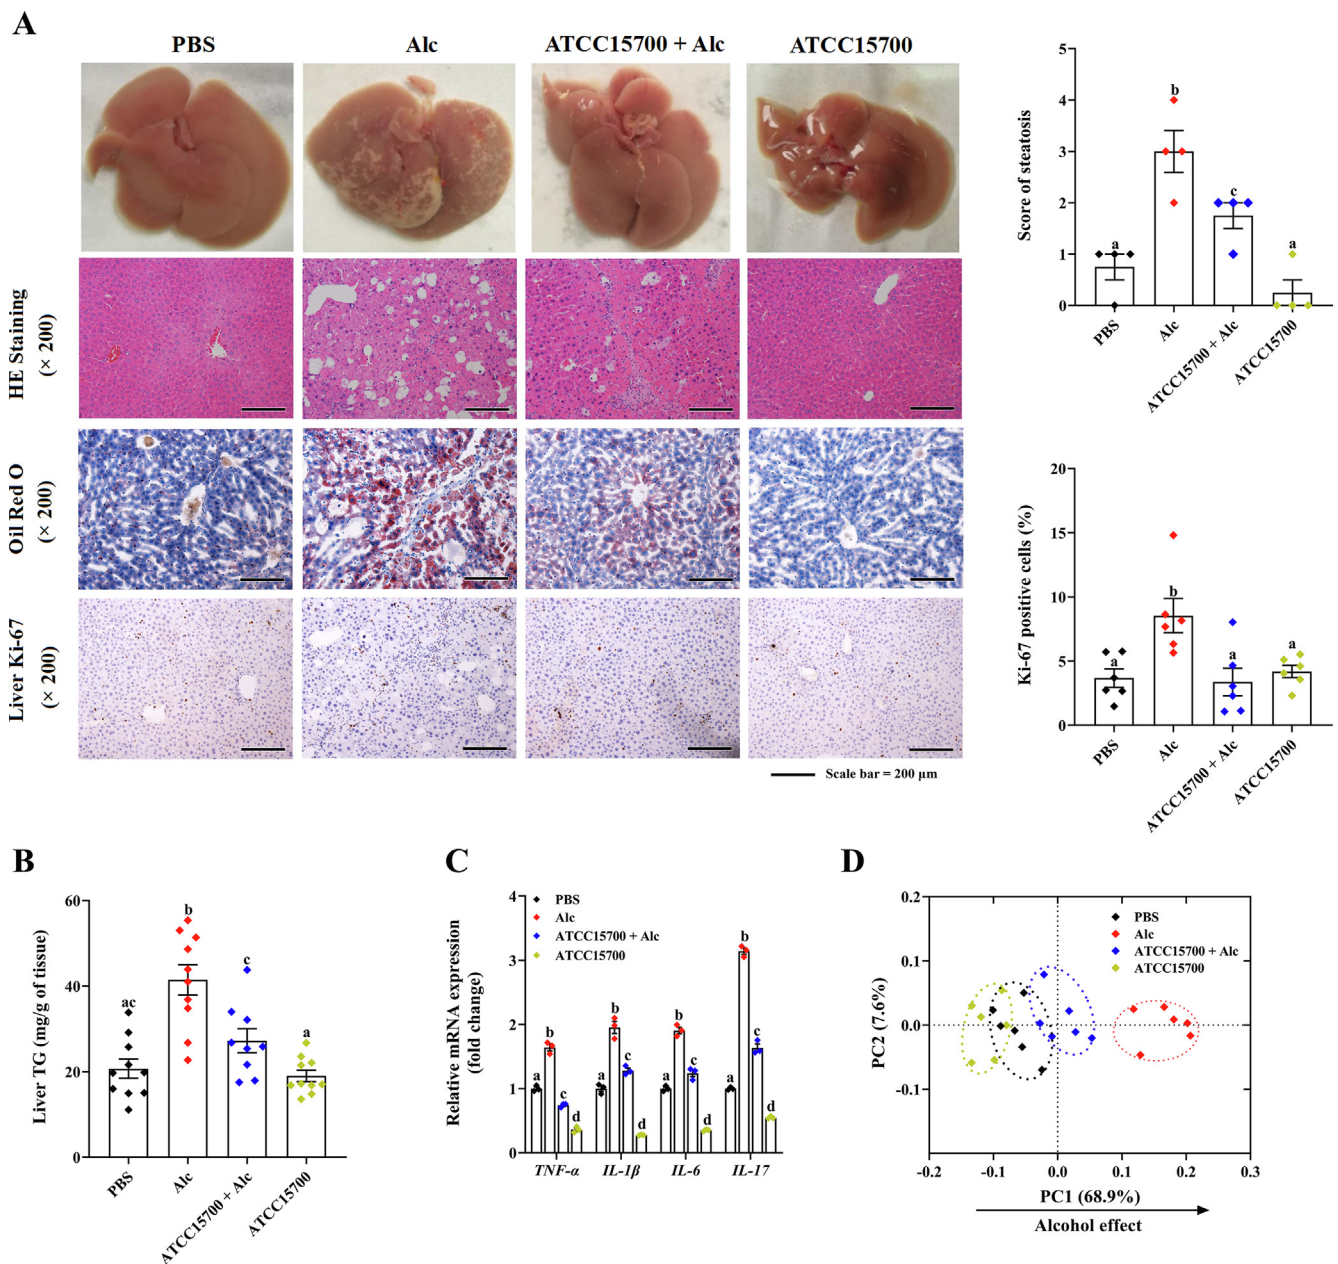 A
PBS
Alc
ATCC15700 + Alc
ATCC15700
HE Staining
(× 200)
Oil Red O
(× 200)
Liver Ki-67
(× 200)
Scale bar = 200 μm
Score of steatosis
5
4
3
2
1
0
a
b
c
a
PBS
Alc
ATCC15700 + Alc
ATCC15700
Ki-67 positive cells (%)
20
15
10
5
0
a
b
a
a
PBS
Alc
ATCC15700 + Alc
ATCC15700
B
Liver TG (mg/g of tissue)
60
40
20
0
ac
b
c
a
PBS
Alc
ATCC15700 + Alc
ATCC15700
C
Relative mRNA expression
(fold change)
4
3
2
1
0
PBS
Alc
ATCC15700 + Alc
ATCC15700
a b c d
a b c d
a b c d
a b c d
TNF-α
IL-1β
IL-6
IL-17
D
PC2 (7.6%)
0.2
0.1
0.0
-0.1
PBS
Alc
ATCC15700 + Alc
ATCC15700
-0.2
-0.1
0.0
0.1
0.2
0.3
PC1 (68.9%)
Alcohol effect